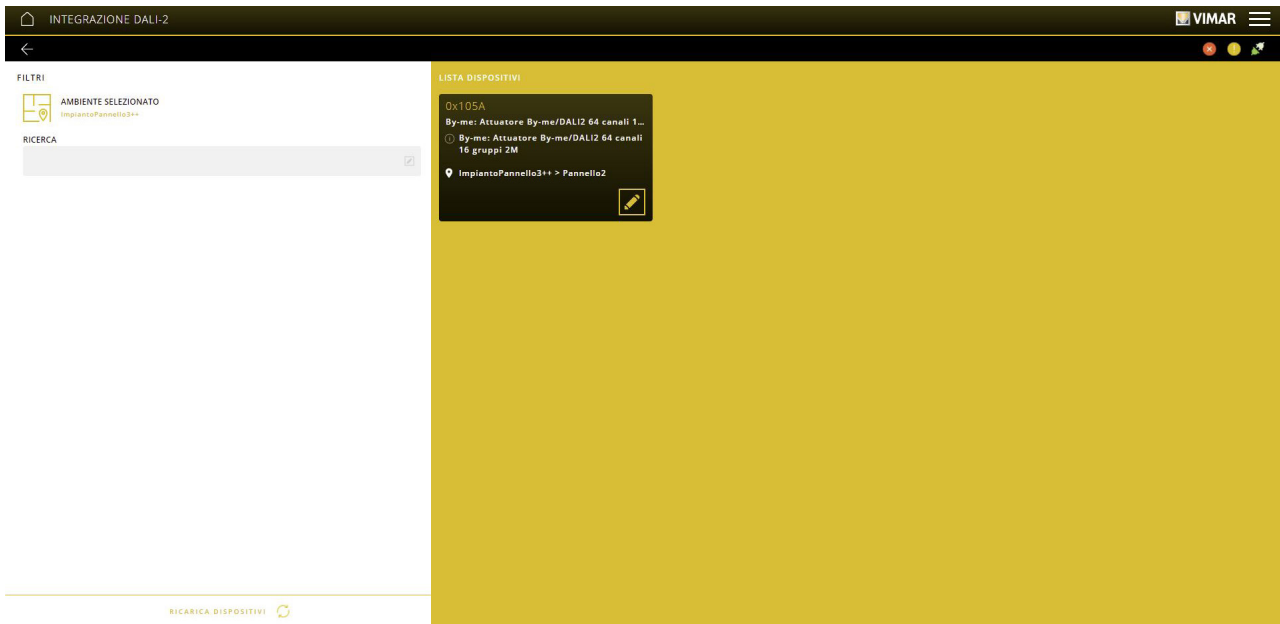 INTEGRAZIONE DALI-2
VIMAR
FILTRI
AMBIENTE SELEZIONATO
ImpiantoPannello3++
RICERCA
RICARICA DISPOSITIVI
LISTA DISPOSITIVI
0x105A
By-me: Attuatore By-me/DALI2 64 canali 1...
By-me: Attuatore By-me/DALI2 64 canali
16 gruppi 2M
ImpiantoPannello3++ > Pannello2